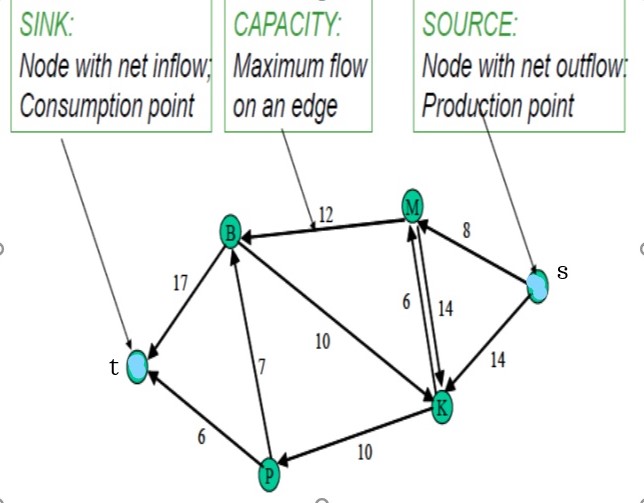 SINK:
Node with net inflow;
Consumption point
CAPACITY:
Maximum flow
on an edge
SOURCE:
Node with net outflow:
Production point
12
M
8
B
s
17
6
14
10
14
t
7
K
6
10
P